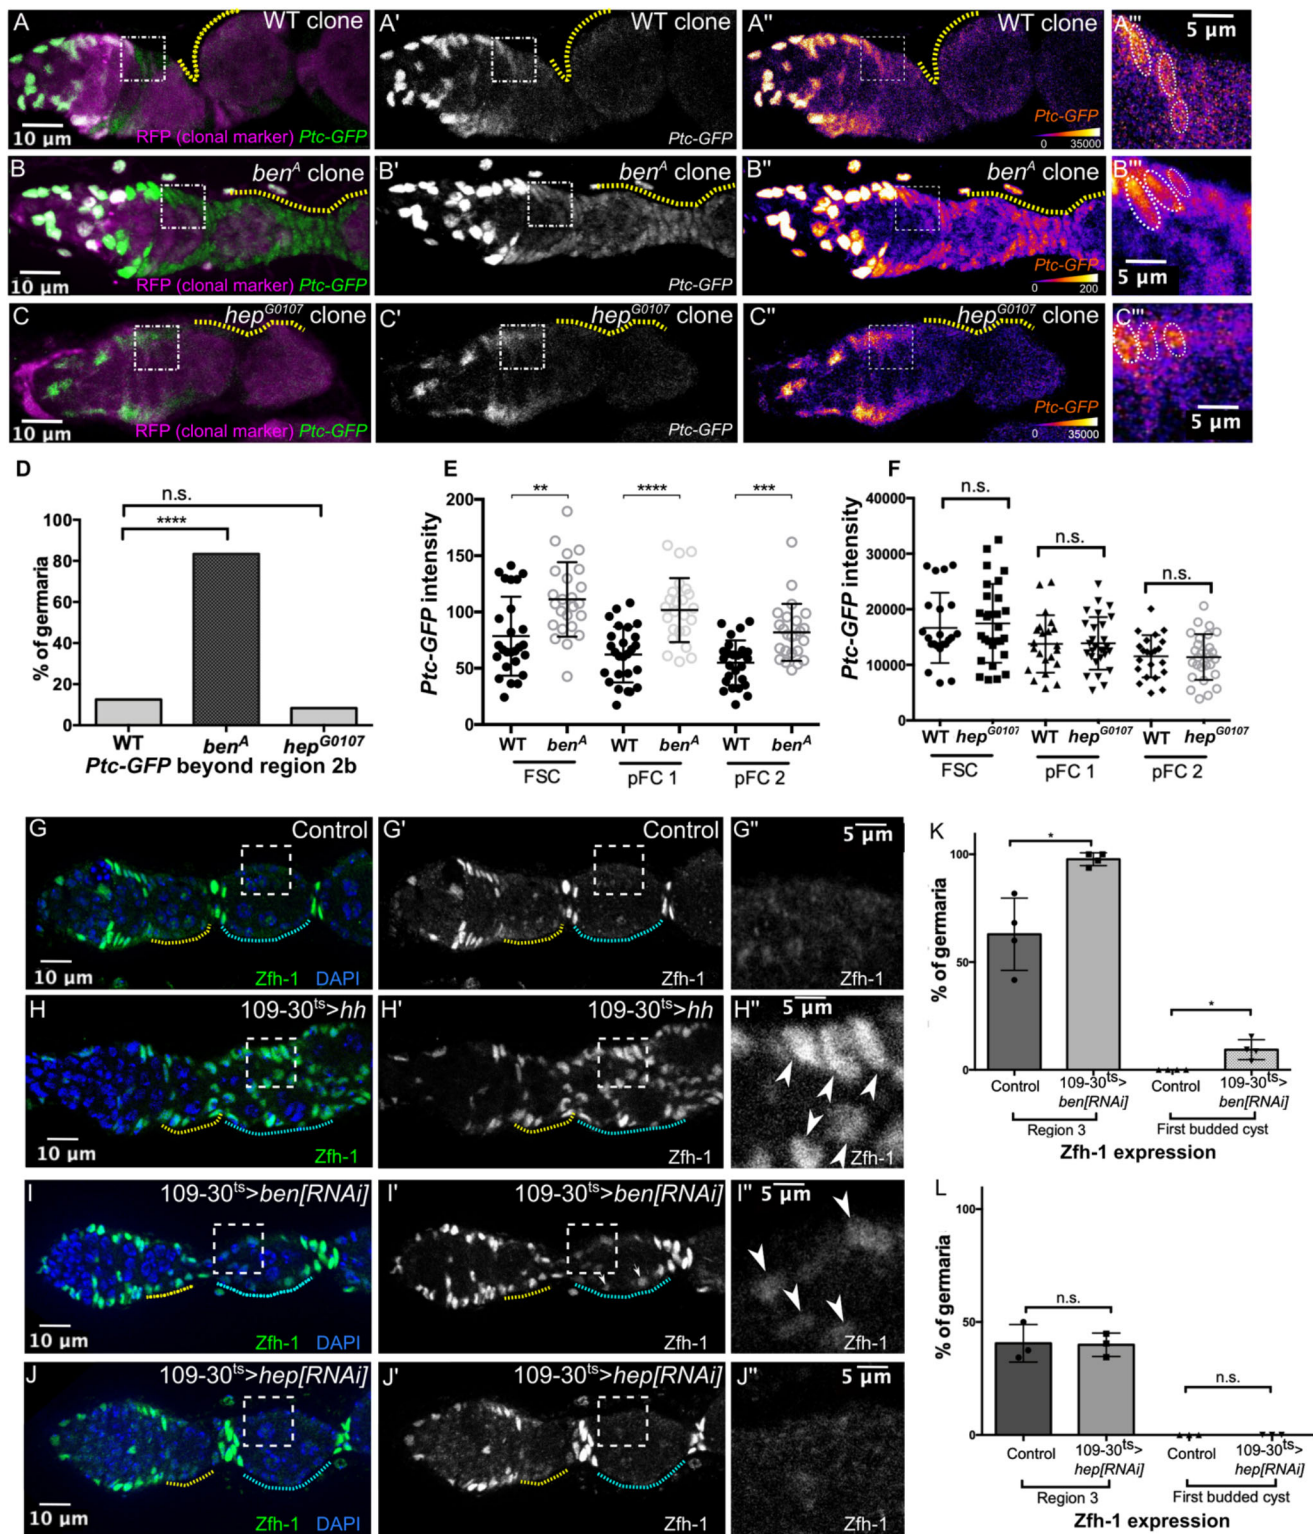 A WT clone
10 µm RFP (clonal marker) Ptc-GFP
A' WT clone
Ptc-GFP
A'' WT clone
Ptc-GFP
0 35000
A''' 5 µm
B benᴬ clone
10 µm RFP (clonal marker) Ptc-GFP
B' benᴬ clone
Ptc-GFP
B'' benᴬ clone
Ptc-GFP
0 200
B''' 5 µm
C hepᴳ⁰¹⁰⁷ clone
10 µm RFP (clonal marker) Ptc-GFP
C' hepᴳ⁰¹⁰⁷ clone
Ptc-GFP
C'' hepᴳ⁰¹⁰⁷ clone
Ptc-GFP
0 35000
C''' 5 µm
D
n.s.
****
100
80
60
40
20
0
% of germaria
WT benᴬ hepᴳ⁰¹⁰⁷
Ptc-GFP beyond region 2b
E
** **** ***
200
150
100
50
0
Ptc-GFP intensity
WT benᴬ WT benᴬ WT benᴬ
FSC pFC 1 pFC 2
F
n.s. n.s. n.s.
40000
30000
20000
10000
0
Ptc-GFP intensity
WT hepᴳ⁰¹⁰⁷ WT hepᴳ⁰¹⁰⁷ WT hepᴳ⁰¹⁰⁷
FSC pFC 1 pFC 2
G Control
10 µm Zfh-1 DAPI
G' Control
Zfh-1
G'' 5 µm
Zfh-1
H 109-30ᵗˢ>hh
10 µm Zfh-1
H' 109-30ᵗˢ>hh
Zfh-1
H'' 5 µm
Zfh-1
I 109-30ᵗˢ>ben[RNAi]
10 µm Zfh-1 DAPI
I' 109-30ᵗˢ>ben[RNAi]
Zfh-1
I'' 5 µm
Zfh-1
J 109-30ᵗˢ>hep[RNAi]
10 µm Zfh-1 DAPI
J' 109-30ᵗˢ>hep[RNAi]
Zfh-1
J'' 5 µm
Zfh-1
K
* *
100
50
0
% of germaria
Control 109-30ᵗˢ> Control 109-30ᵗˢ>
ben[RNAi] ben[RNAi]
Region 3 First budded cyst
Zfh-1 expression
L
n.s. n.s.
100
50
0
% of germaria
Control 109-30ᵗˢ> Control 109-30ᵗˢ>
hep[RNAi] hep[RNAi]
Region 3 First budded cyst
Zfh-1 expression